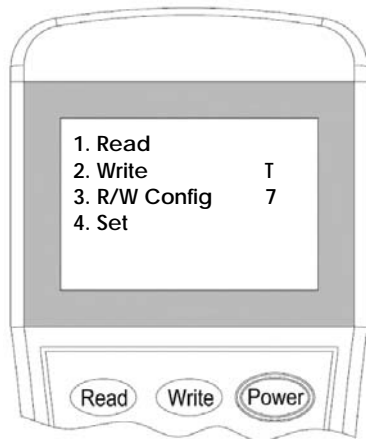 1. Read
2. Write T
3. R/W Config 7
4. Set
Read Write Power